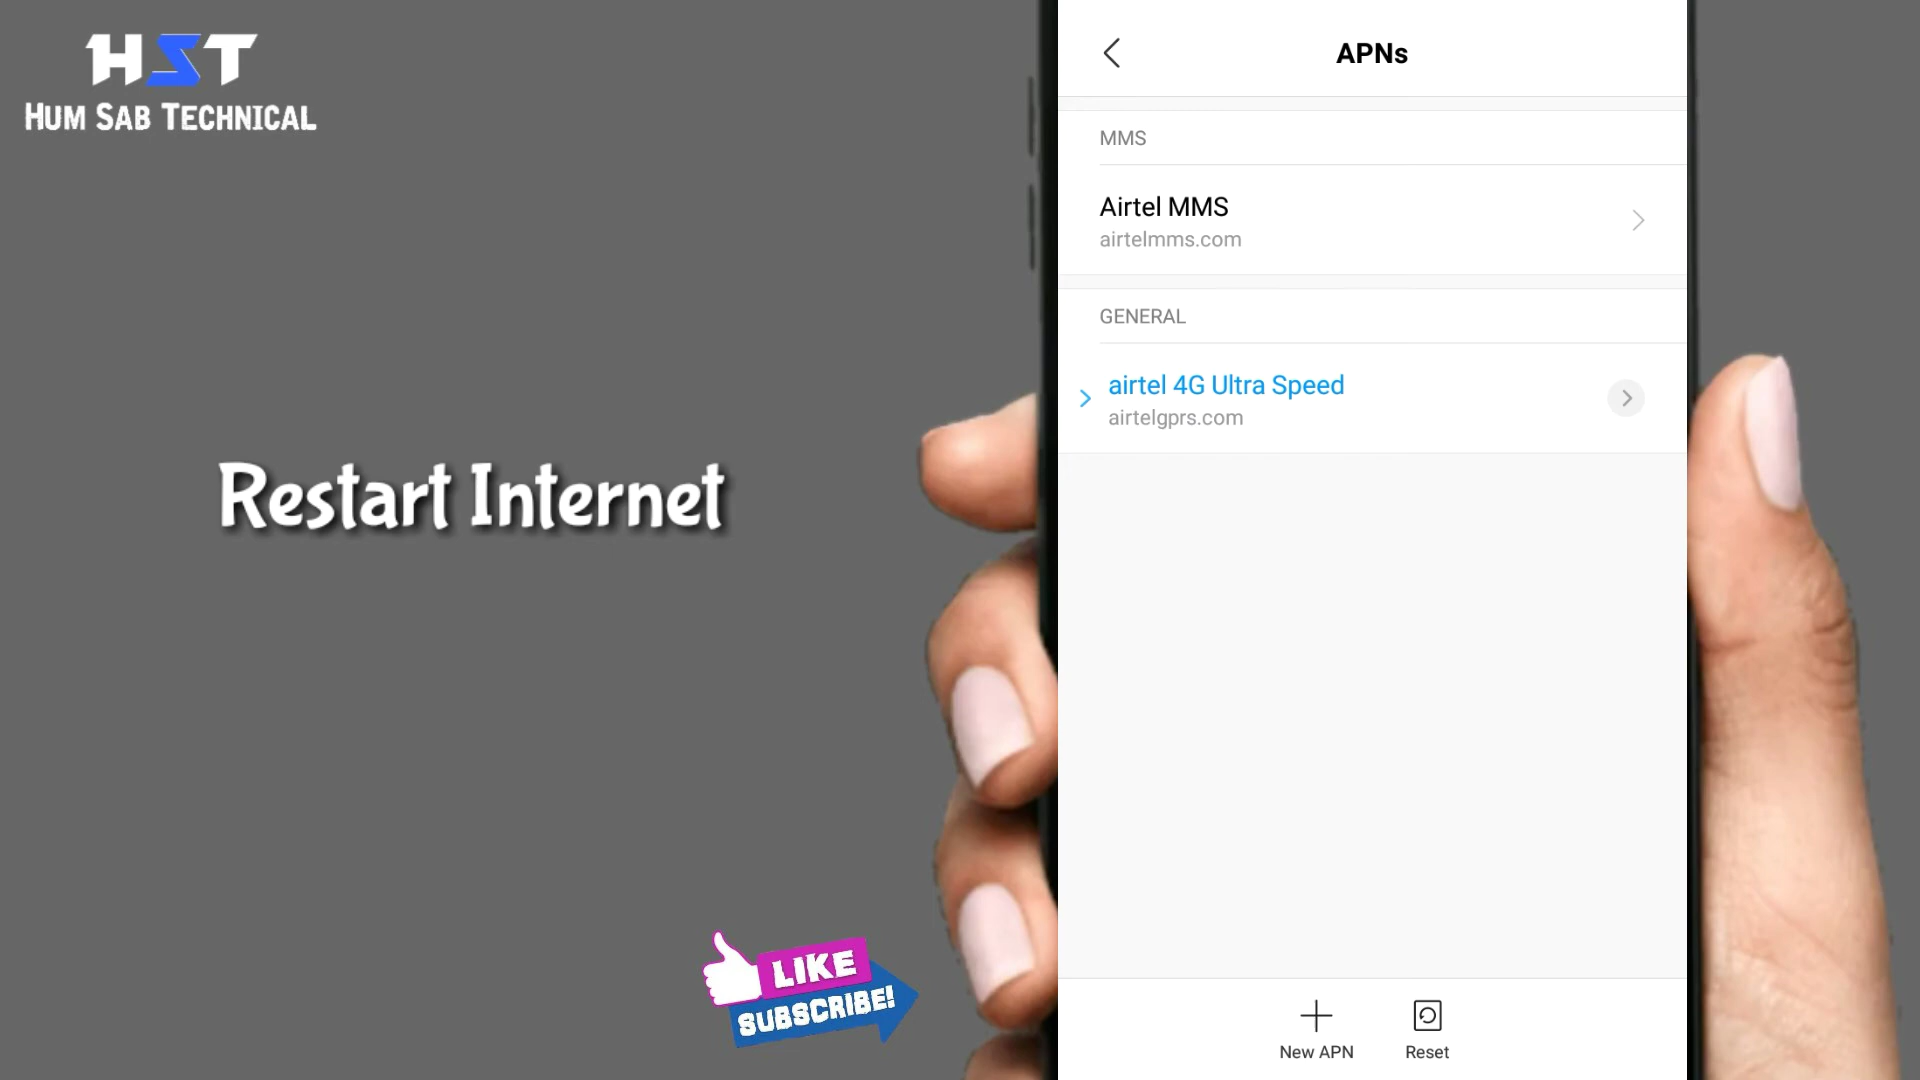 HST
HUM SAB TECHNICAL
Restart Internet
LIKE
SUBSCRIBE!
APNs
MMS
Airtel MMS
airtelmms.com
GENERAL
airtel 4G Ultra Speed
airtelgprs.com
New APN
Reset